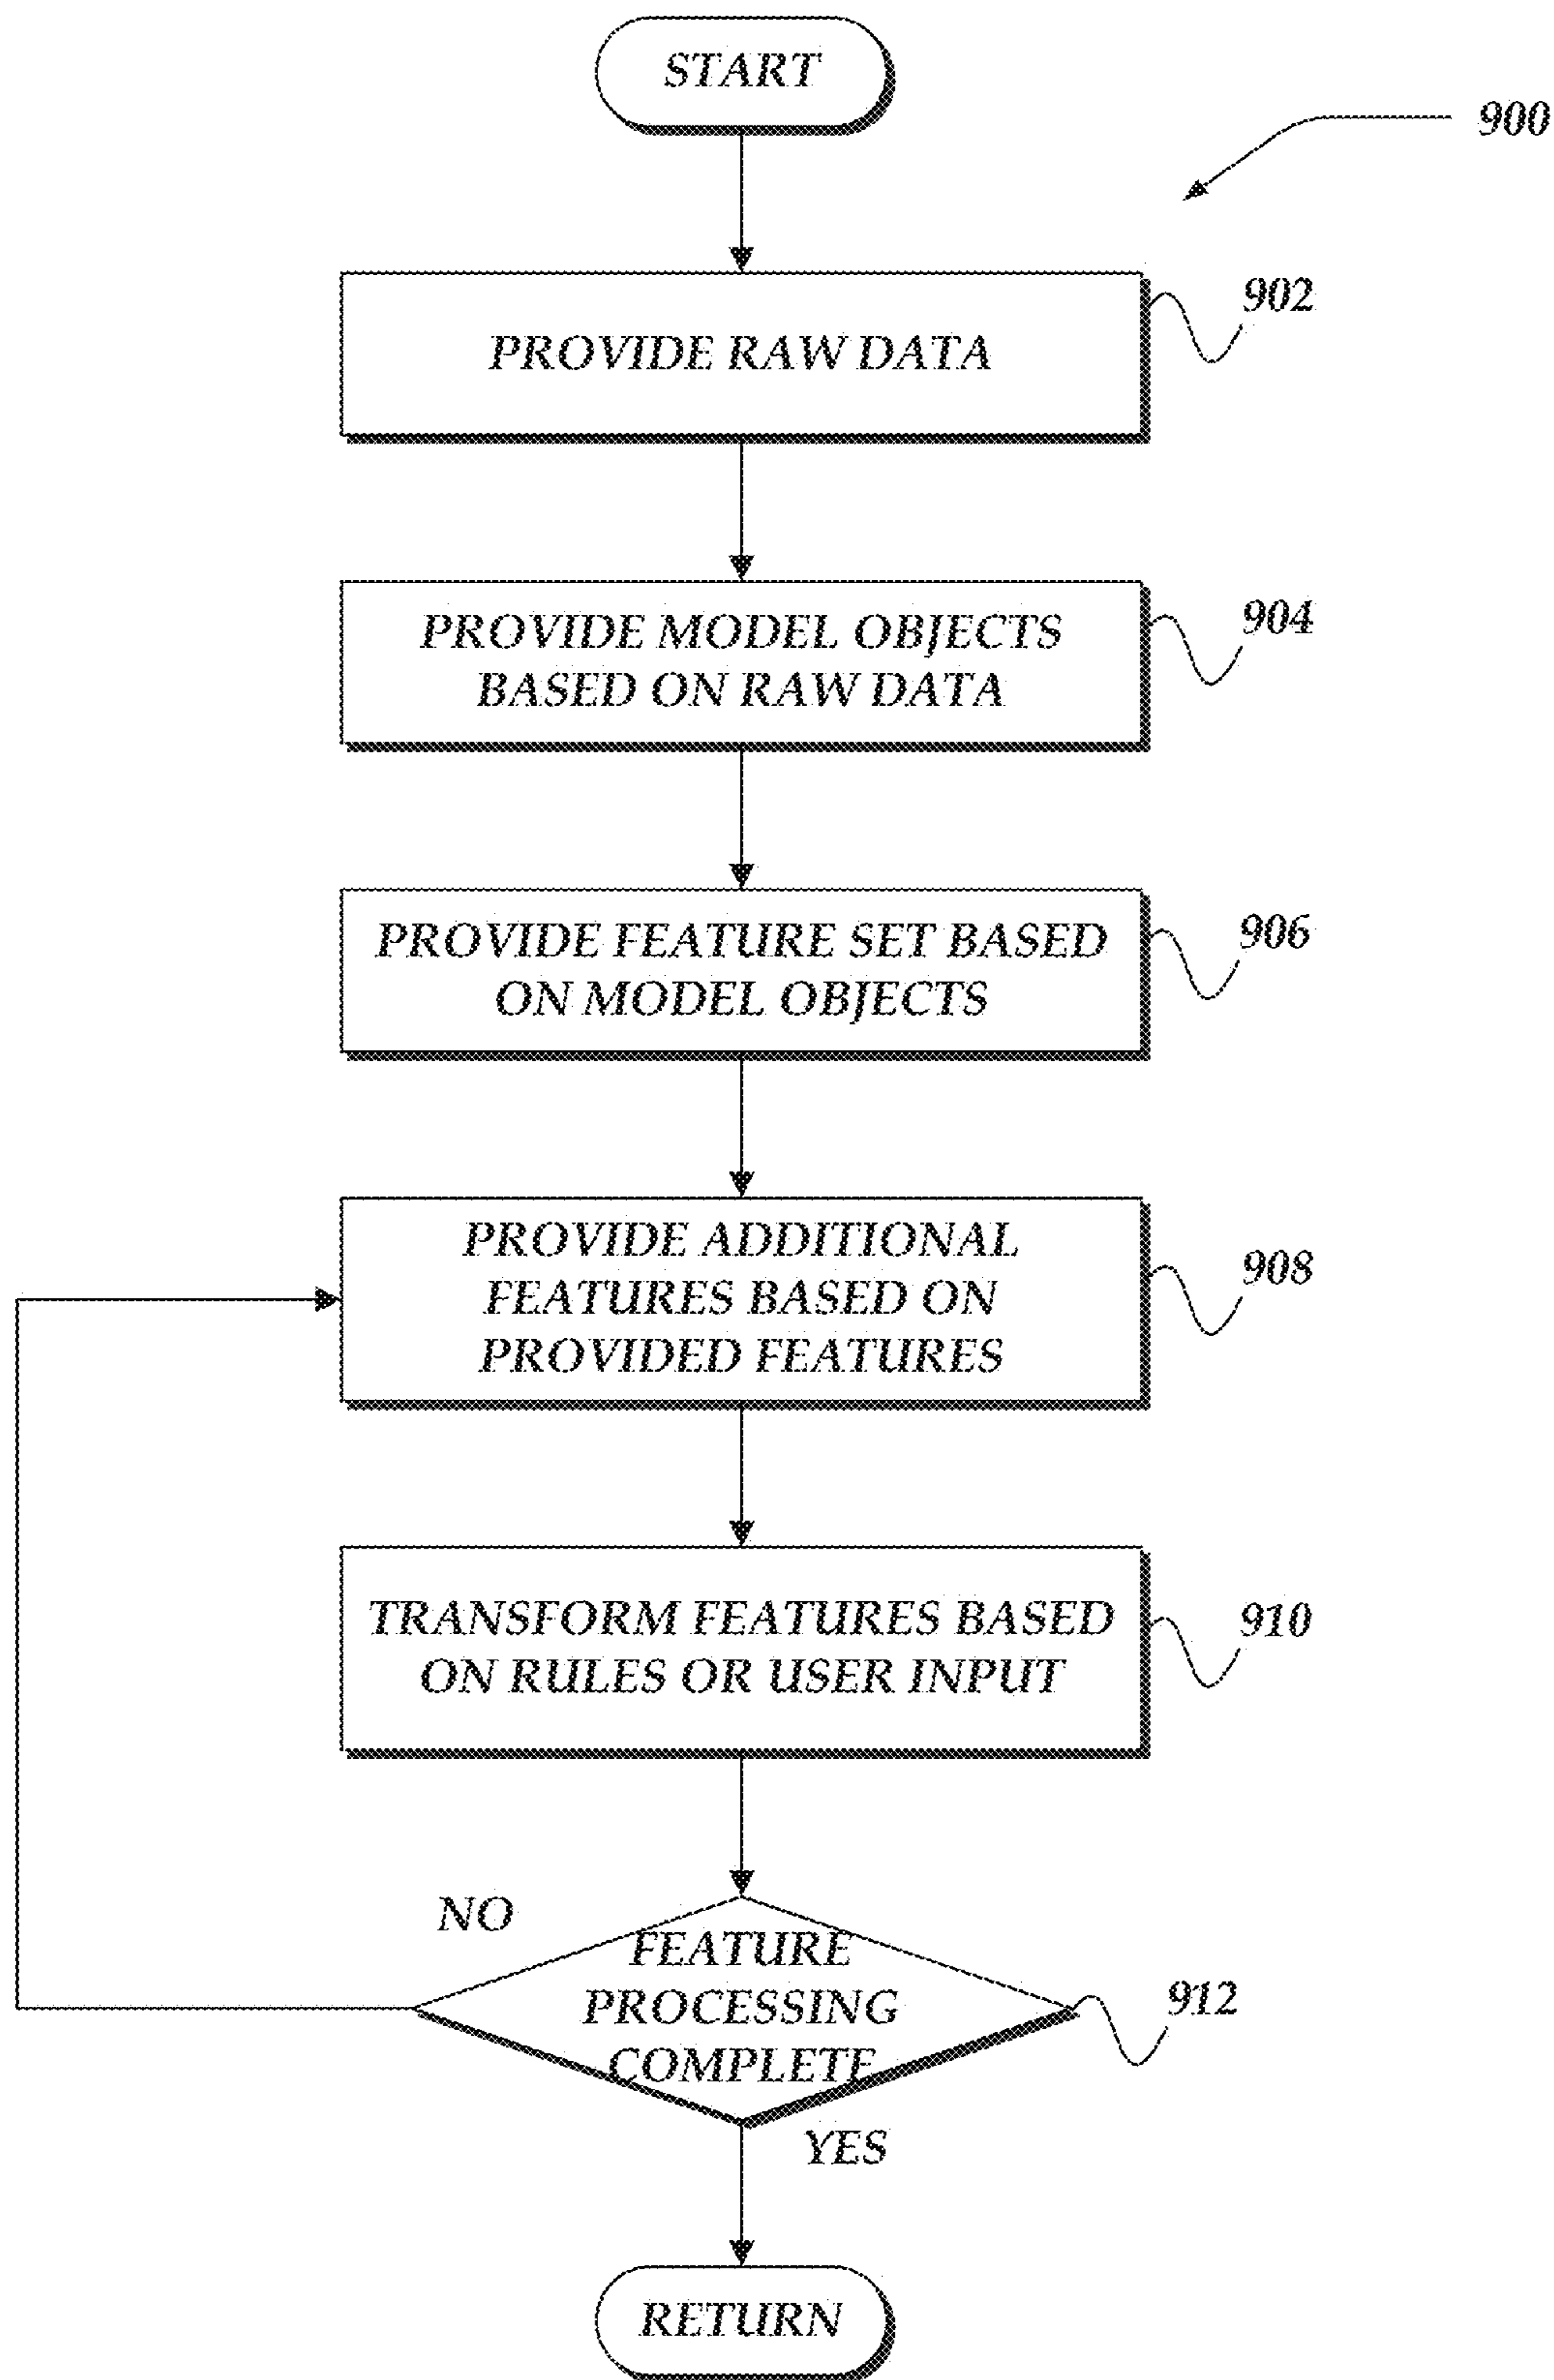 START
900
PROVIDE RAW DATA
902
PROVIDE MODEL OBJECTS
BASED ON RAW DATA
904
PROVIDE FEATURE SET BASED
ON MODEL OBJECTS
906
PROVIDE ADDITIONAL
FEATURES BASED ON
PROVIDED FEATURES
908
TRANSFORM FEATURES BASED
ON RULES OR USER INPUT
910
NO
FEATURE
PROCESSING
COMPLETE
912
YES
RETURN